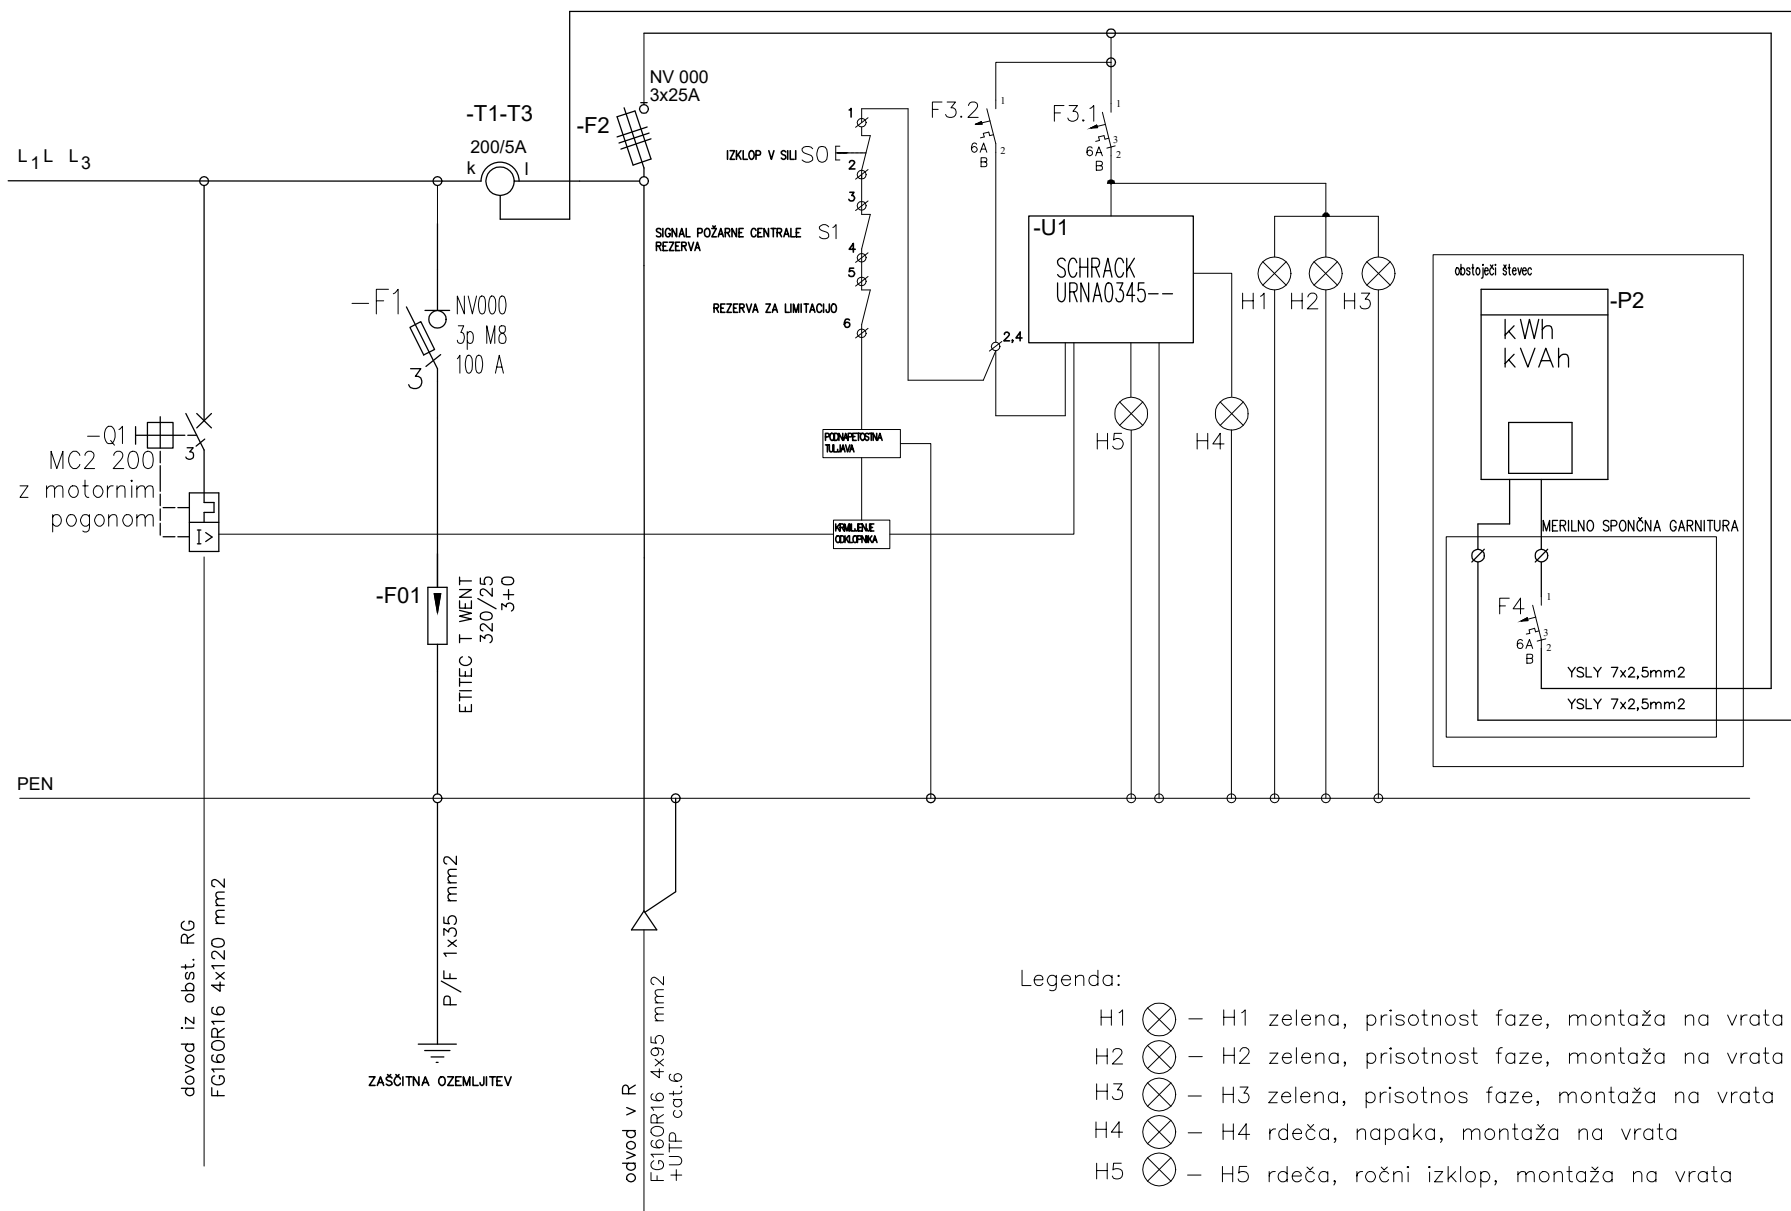 L1L L3
-T1-T3
200/5A
k l
-F2
NV 000
3x25A
IZKLOP V SILI S0
1
2
3
SIGNAL POŽARNE CENTRALE S1
REZERVA
4
5
REZERVA ZA LIMITACIJO
6
F3.2
1
6A
B
2
F3.1
1
3
6A
B
2
2,4
-U1
SCHRACK
URNA0345--
H1 H2 H3
H5 H4
PODNAPETOSTNA
TULJAVA
KRMILJENJE
ODKLOPNIKA
obstoječi števec
-P2
kWh
kVAh
MERILNO SPONČNA GARNITURA
F4
1
3
6A
B
2
YSLY 7x2,5mm2
YSLY 7x2,5mm2
-F1
NV000
3p M8
100 A
3
-Q1
3
MC2 200
z motornim
pogonom
I>
-F01
ETITEC T WENT
320/25
3+0
PEN
dovod iz obst. RG
FG16OR16 4x120 mm2
P/F 1x35 mm2
ZAŠČITNA OZEMLJITEV
odvod v R
FG16OR16 4x95 mm2
+UTP cat.6
Legenda:
H1 – H1 zelena, prisotnost faze, montaža na vrata
H2 – H2 zelena, prisotnost faze, montaža na vrata
H3 – H3 zelena, prisotnos faze, montaža na vrata
H4 – H4 rdeča, napaka, montaža na vrata
H5 – H5 rdeča, ročni izklop, montaža na vrata